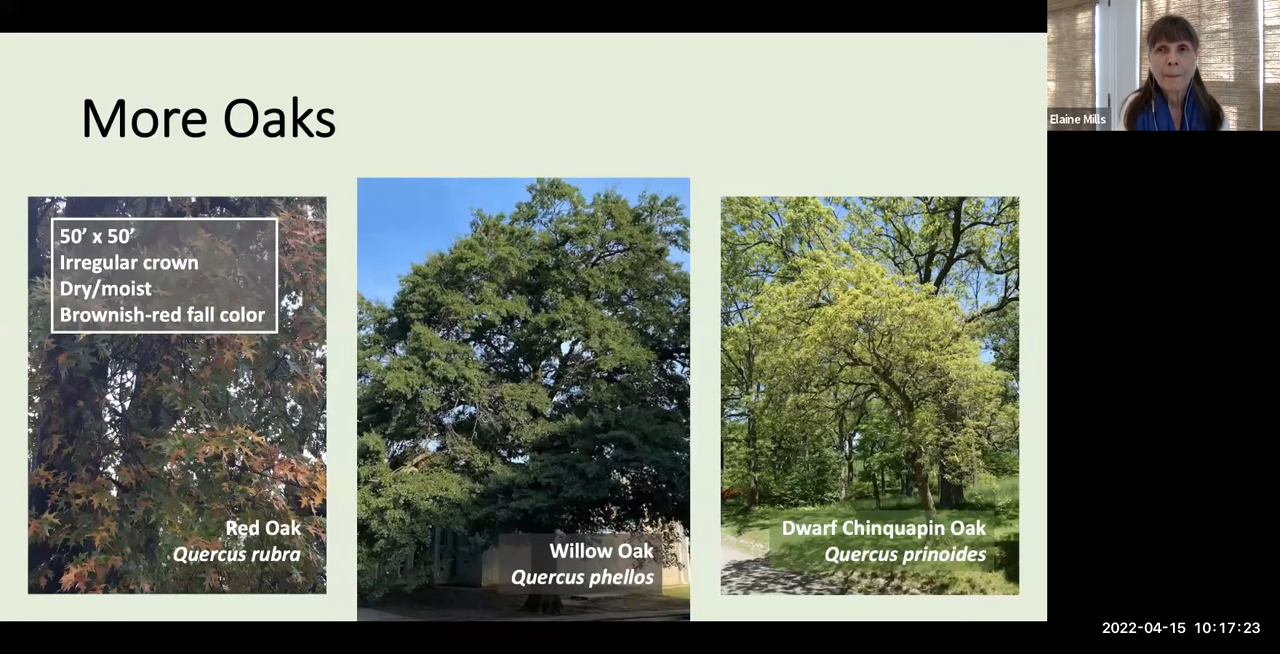 More Oaks
50’ x 50’
Irregular crown
Dry/moist
Brownish-red fall color
Red Oak
Quercus rubra
Willow Oak
Quercus phellos
Dwarf Chinquapin Oak
Quercus prinoides
Elaine Mills
2022-04-15 10:17:23